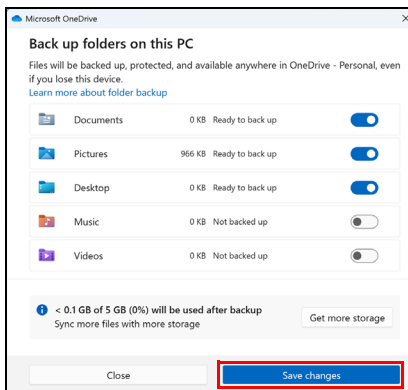 Microsoft OneDrive
Back up folders on this PC
Files will be backed up, protected, and available anywhere in OneDrive - Personal, even
if you lose this device.
Learn more about folder backup
Documents 0 KB Ready to back up
Pictures 966 KB Ready to back up
Desktop 0 KB Ready to back up
Music 0 KB Not backed up
Videos 0 KB Not backed up
< 0.1 GB of 5 GB (0%) will be used after backup
Sync more files with more storage
Get more storage
Close Save changes